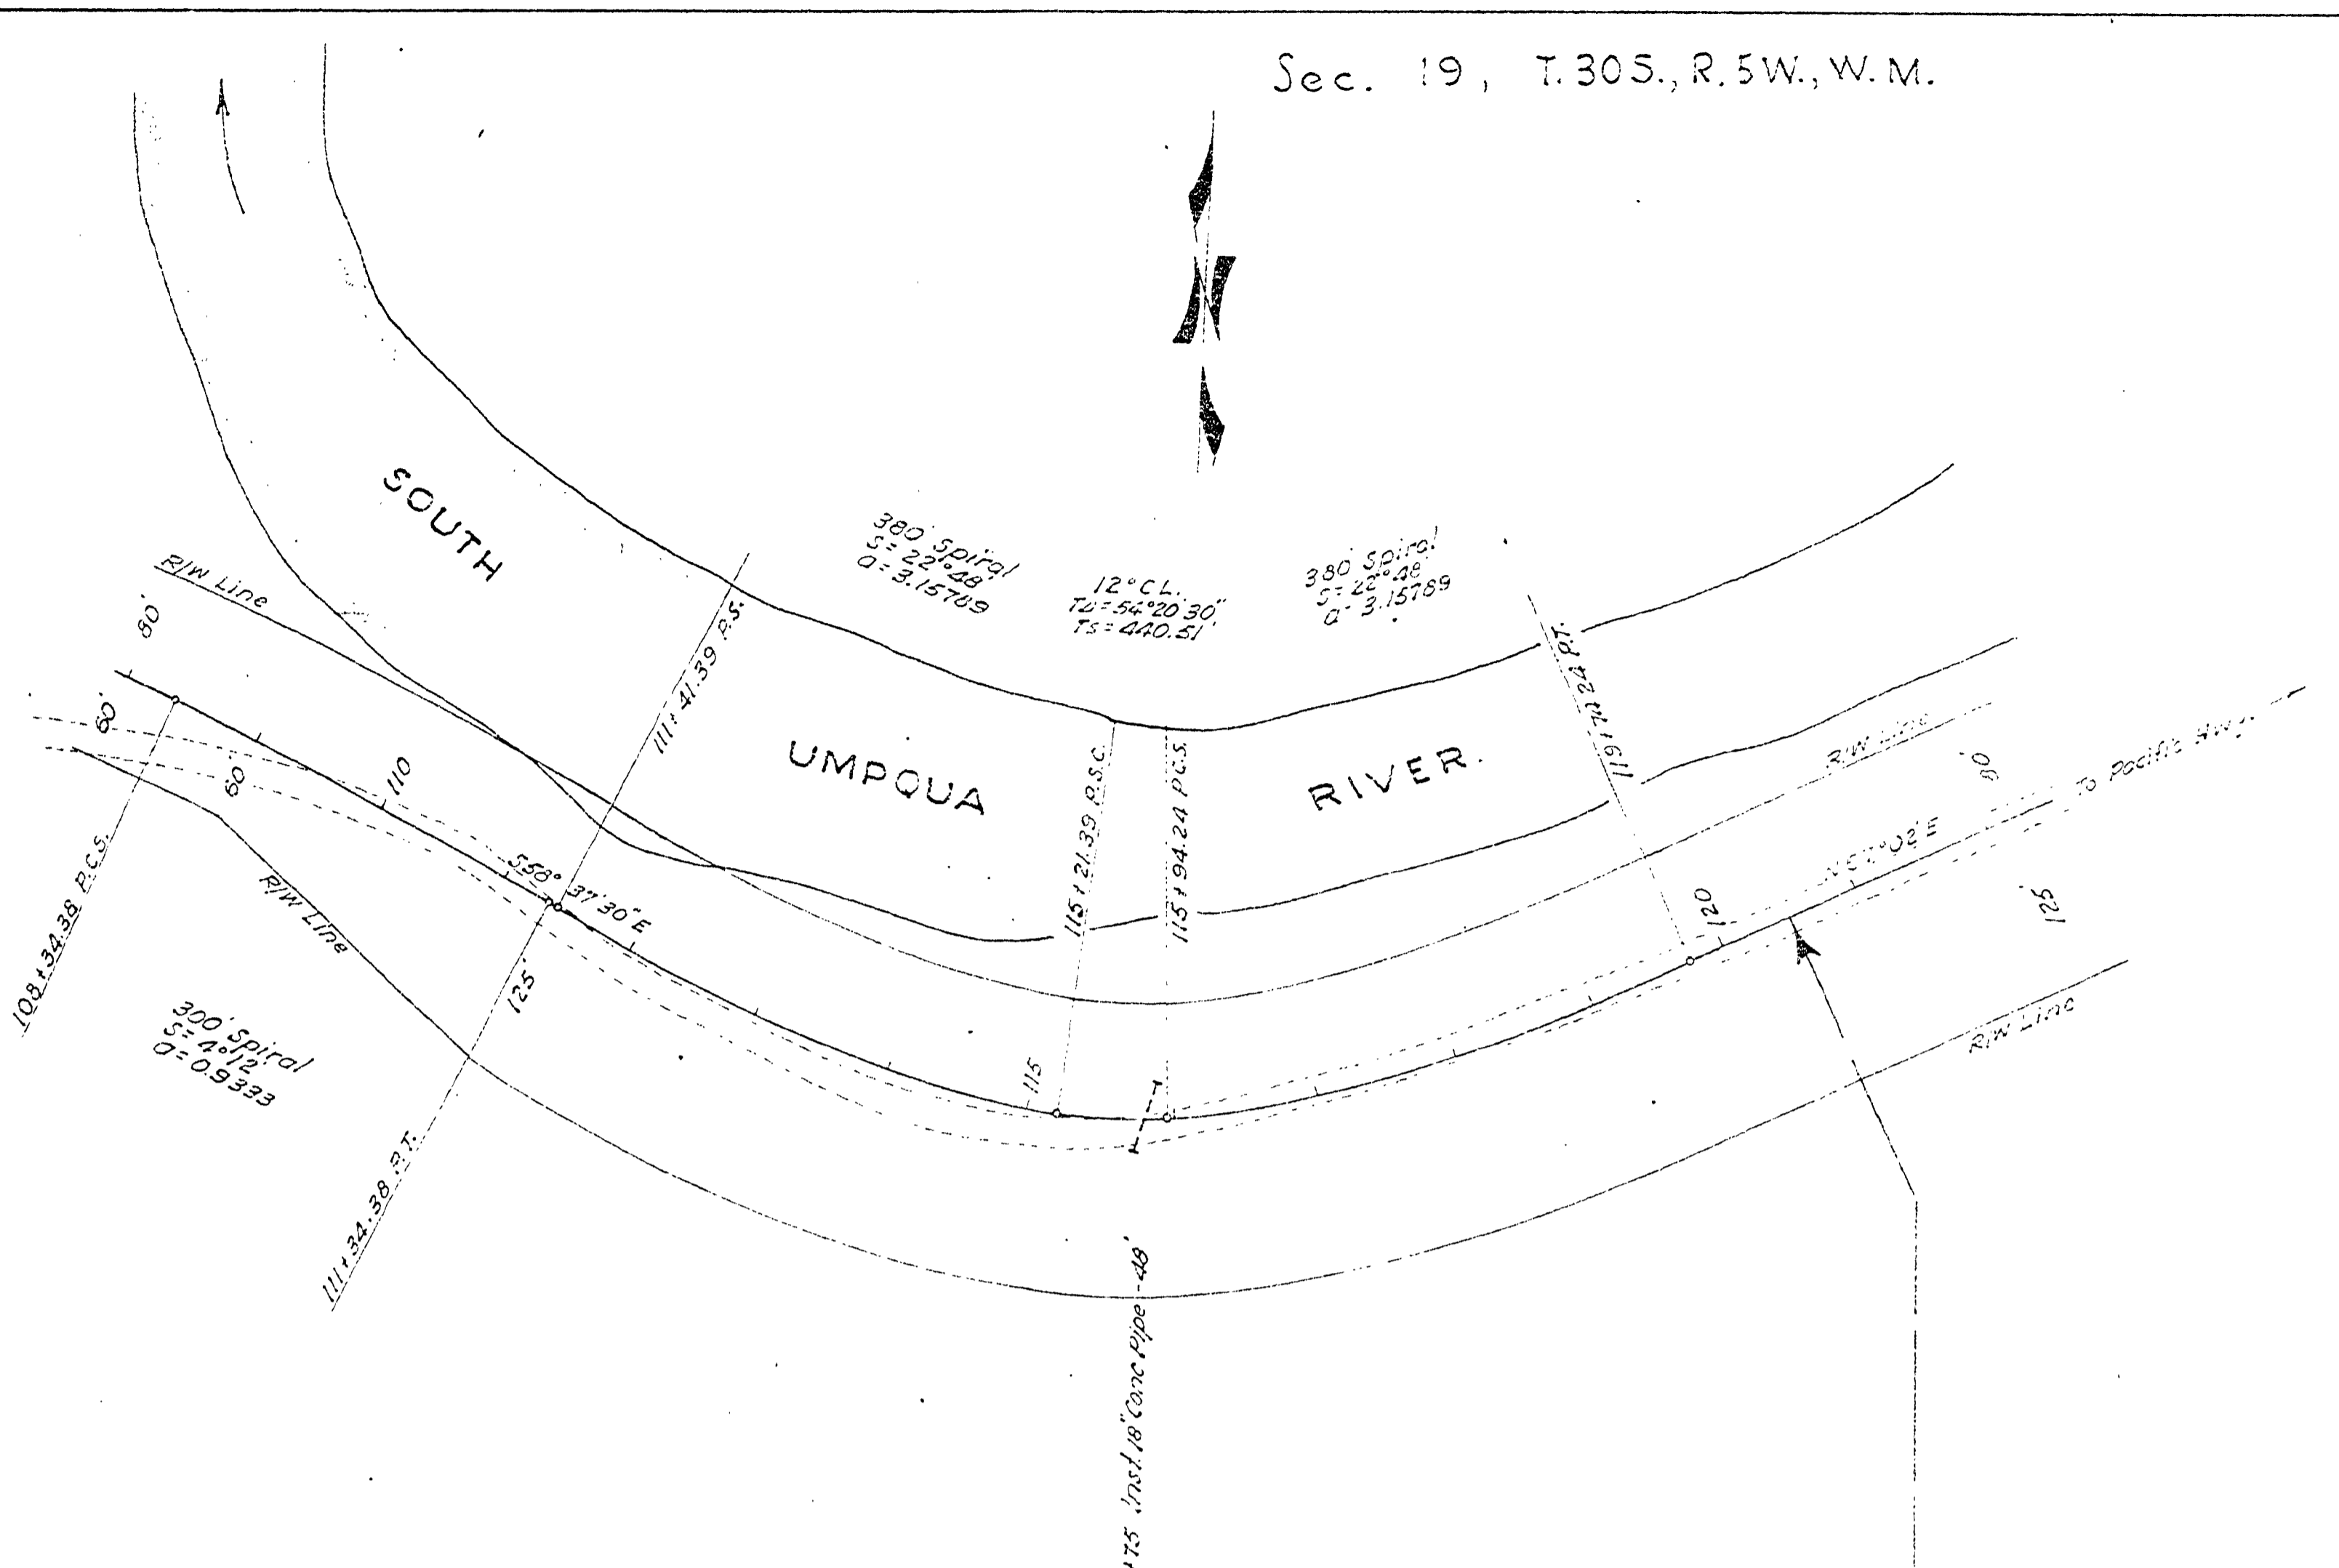 Sec. 19, T.30S., R.5W., W.M.
SOUTH
UMPQUA
RIVER.
380' Spiral
S=22°48'
a=3.15789
12°CL.
T△=54°20'30"
Ts=440.51'
380' Spiral
S=22°48'
a=3.15789
R/W Line
80'
60'
60'
110
111+41.39 P.S.
S58°37'30"E
R/W Line
108+34.38 P.C.S.
300' Spiral
S=4°12'
a=0.9333
125'
111+34.38 P.T.
115
115+21.39 P.S.C.
115+94.24 P.C.S.
119+74.24 P.T.
120
R/W Line
80'
To Pacific Hwy.
°02'E
125'
R/W Line
+75 Inst. 18" Conc Pipe - 48'